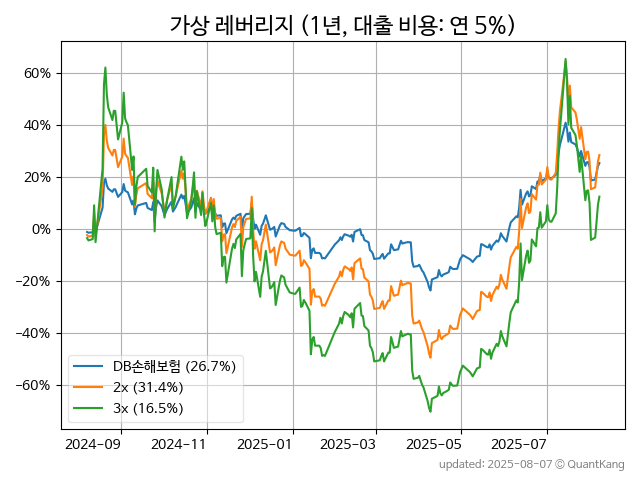 가상 레버리지 (1년, 대출 비용: 연 5%)
60%
40%
20%
0%
−20%
−40%
−60%
DB손해보험 (26.7%)
2x (31.4%)
3x (16.5%)
2024-09 2024-11 2025-01 2025-03 2025-05 2025-07
updated: 2025-08-07 © QuantKang